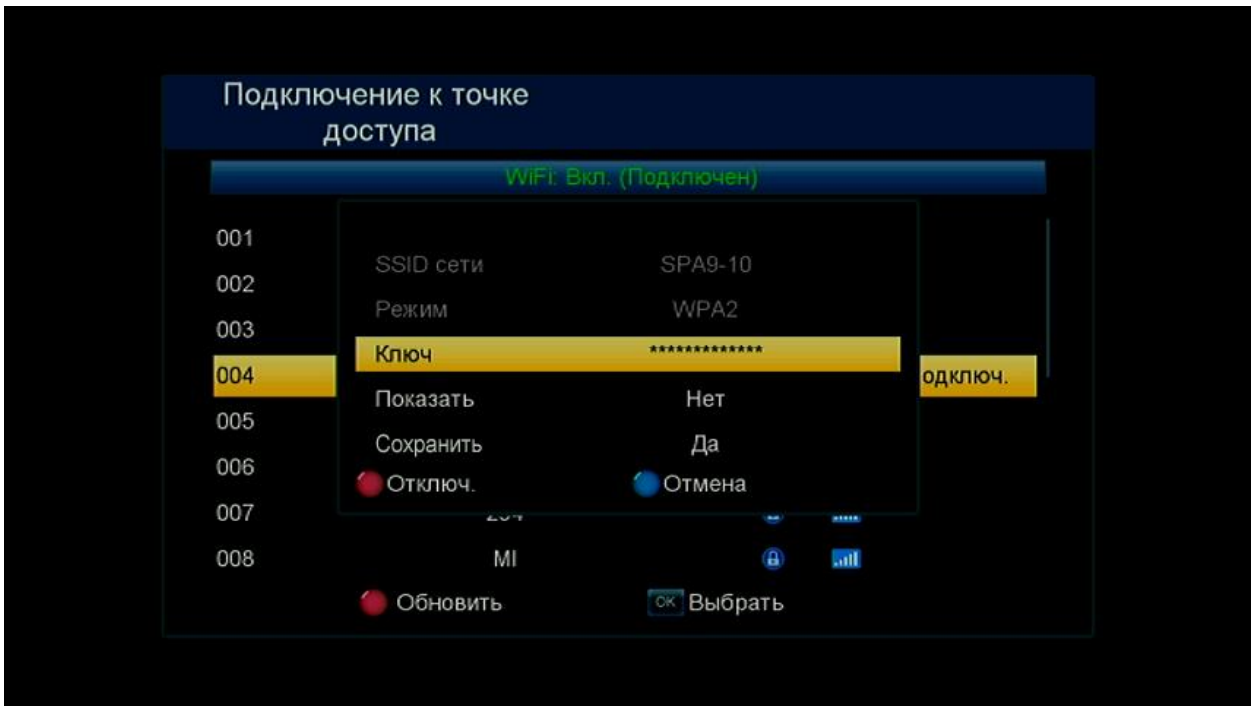 Подключение к точке
доступа
WiFi: Вкл. (Подключен)
001
002
003
004 одключ.
005
006
007
008 MI
SSID сети SPA9-10
Режим WPA2
Ключ *************
Показать Нет
Сохранить Да
Отключ. Отмена
Обновить OK Выбрать